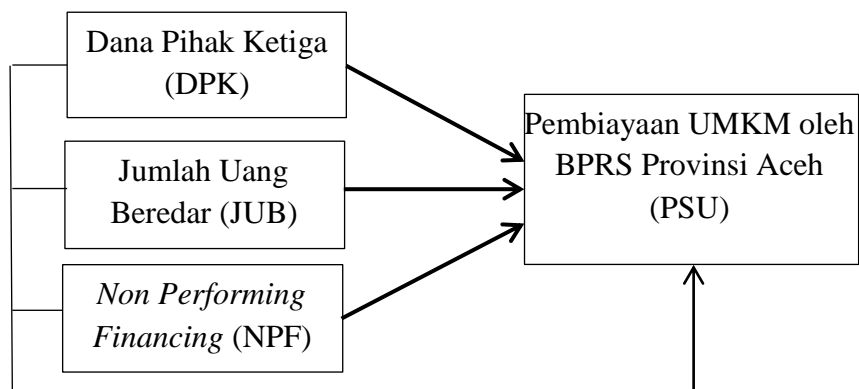 Dana Pihak Ketiga
(DPK)
Jumlah Uang
Beredar (JUB)
Non Performing
Financing (NPF)
Pembiayaan UMKM oleh
BPRS Provinsi Aceh
(PSU)